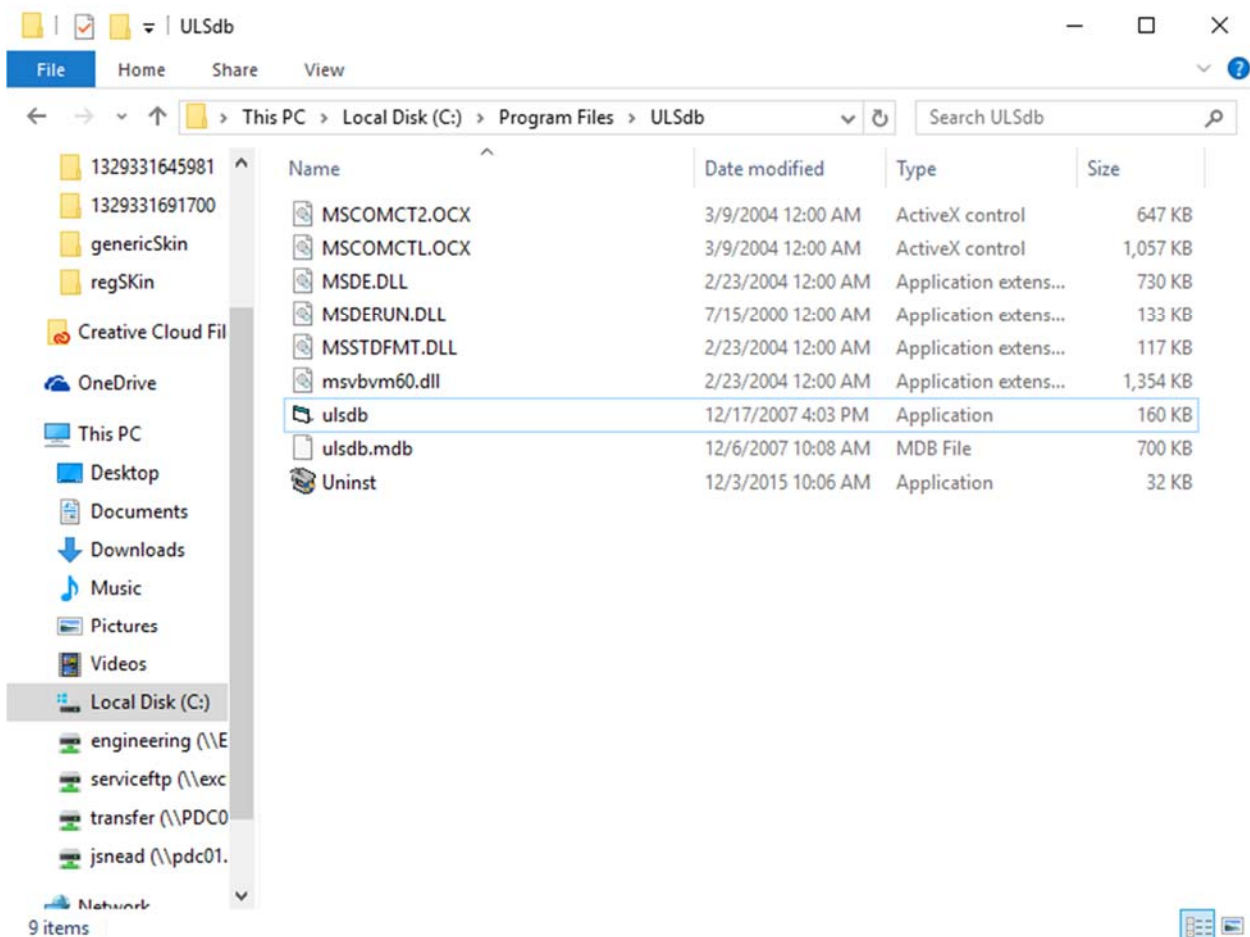 ULSdb
File Home Share View
This PC > Local Disk (C:) > Program Files > ULSdb
Search ULSdb
1329331645981
1329331691700
genericSkin
regSKin
Creative Cloud Fil
OneDrive
This PC
Desktop
Documents
Downloads
Music
Pictures
Videos
Local Disk (C:)
engineering (\\E
serviceftp (\\exc
transfer (\\PDC0
jsnead (\\pdc01.
Network
Name Date modified Type Size
MSCOMCT2.OCX 3/9/2004 12:00 AM ActiveX control 647 KB
MSCOMCTL.OCX 3/9/2004 12:00 AM ActiveX control 1,057 KB
MSDE.DLL 2/23/2004 12:00 AM Application extens... 730 KB
MSDERUN.DLL 7/15/2000 12:00 AM Application extens... 133 KB
MSSTDFMT.DLL 2/23/2004 12:00 AM Application extens... 117 KB
msvbvm60.dll 2/23/2004 12:00 AM Application extens... 1,354 KB
ulsdb 12/17/2007 4:03 PM Application 160 KB
ulsdb.mdb 12/6/2007 10:08 AM MDB File 700 KB
Uninst 12/3/2015 10:06 AM Application 32 KB
9 items